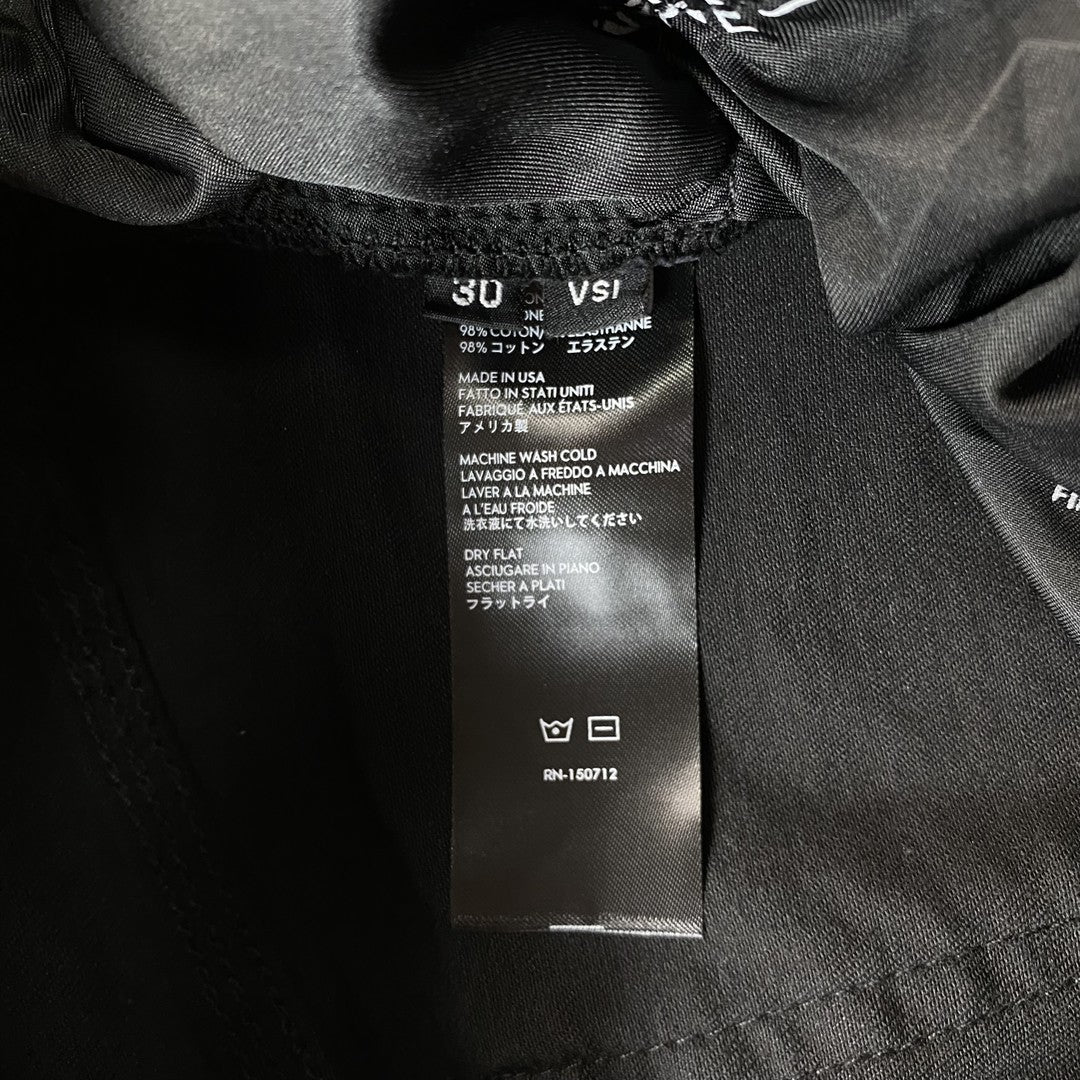 30 VSI
98% COTON/ ELASTHANNE
98% コットン エラステン
MADE IN USA
FATTO IN STATI UNITI
FABRIQUÉ AUX ÉTATS-UNIS
アメリカ製
MACHINE WASH COLD
LAVAGGIO A FREDDO A MACCHINA
LAVER A LA MACHINE
A L'EAU FROIDE
洗衣液にて水洗いしてください
DRY FLAT
ASCIUGARE IN PIANO
SECHER A PLATI
フラットライ
RN-150712